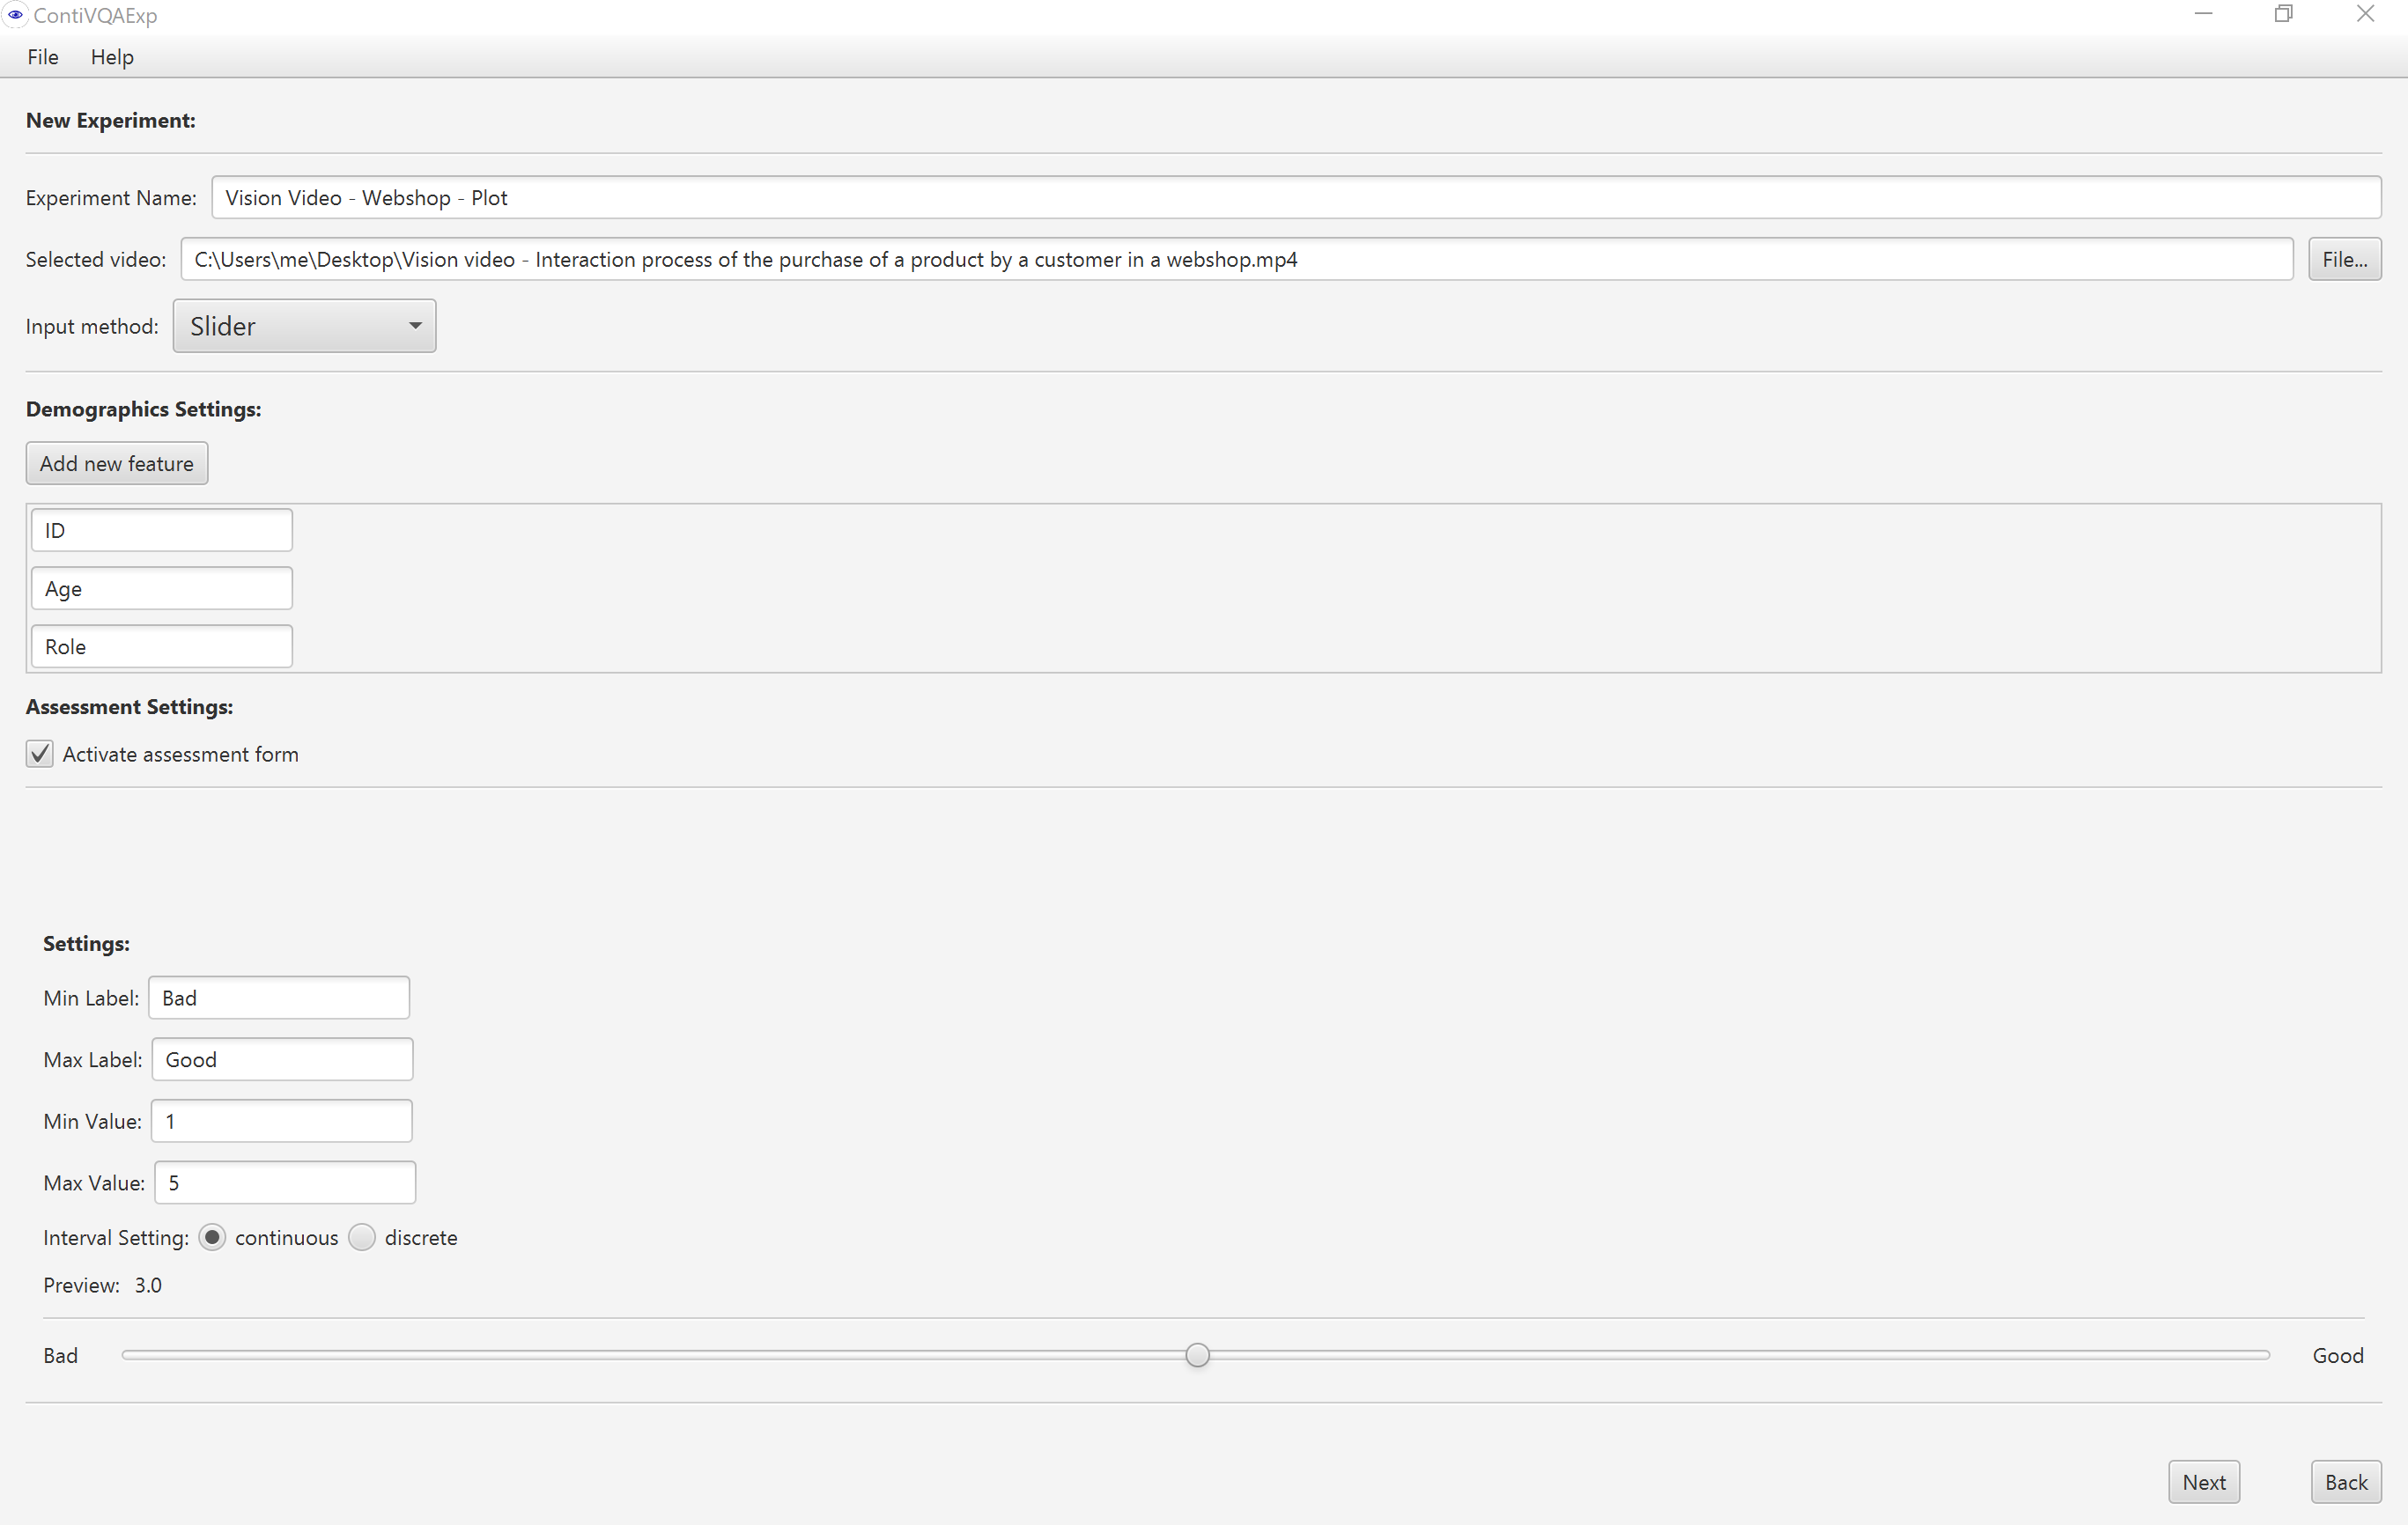 ContiVQAExp
File Help
New Experiment:
Experiment Name: Vision Video - Webshop - Plot
Selected video: C:\Users\me\Desktop\Vision video - Interaction process of the purchase of a product by a customer in a webshop.mp4 File...
Input method: Slider
Demographics Settings:
Add new feature
ID
Age
Role
Assessment Settings:
Activate assessment form
Settings:
Min Label: Bad
Max Label: Good
Min Value: 1
Max Value: 5
Interval Setting: continuous discrete
Preview: 3.0
Bad Good
Next Back